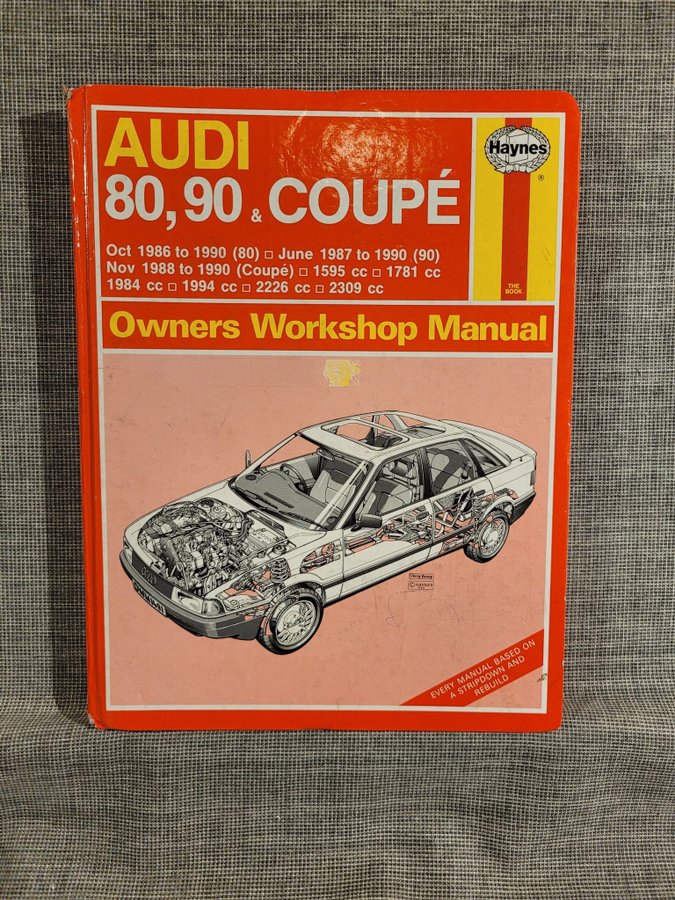 AUDI
80, 90 & COUPÉ
Oct 1986 to 1990 (80) □ June 1987 to 1990 (90)
Nov 1988 to 1990 (Coupé) □ 1595 cc □ 1781 cc
1984 cc □ 1994 cc □ 2226 cc □ 2309 cc
Haynes
®
THE
BOOK
Owners Workshop Manual
EVERY MANUAL BASED ON
A STRIPDOWN AND
REBUILD